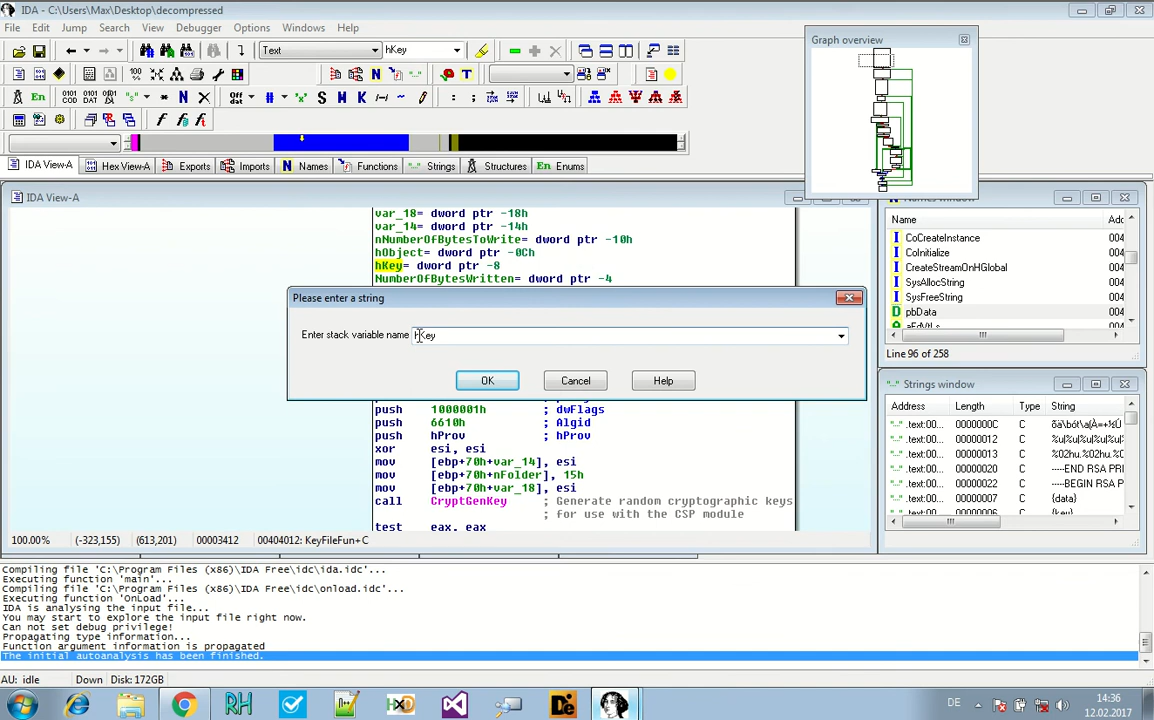 IDA - C:\Users\Max\Desktop\decompressed
File Edit Jump Search View Debugger Options Windows Help
Text hKey
En
IDA View-A Hex View-A Exports Imports Names Functions Strings Structures Enums
Graph overview
IDA View-A
var_18= dword ptr -18h
var_14= dword ptr -14h
nNumberOfBytesToWrite= dword ptr -10h
hObject= dword ptr -0Ch
hKey= dword ptr -8
NumberOfBytesWritten= dword ptr -4
Please enter a string
Enter stack variable name hKey
OK Cancel Help
push 1000001h ; dwFlags
push 6610h ; Algid
push hProv ; hProv
xor esi, esi
mov [ebp+70h+var_14], esi
mov [ebp+70h+nFolder], 15h
mov [ebp+70h+var_18], esi
call CryptGenKey ; Generate random cryptographic keys
; for use with the CSP module
test eax, eax
100.00% (-323,155) (613,201) 00003412 00404012: KeyFileFun+C
Names window
Name
CoCreateInstance 004
CoInitialize 004
CreateStreamOnHGlobal 004
SysAllocString 004
SysFreeString 004
pbData 004
Line 96 of 258
Strings window
Address Length Type String
.text:00... 0000000C C
.text:00... 00000012 C
.text:00... 00000013 C
.text:00... 00000020 C -----END RSA PRI
.text:00... 00000022 C -----BEGIN RSA P
.text:00... 00000007 C {data}
.text:00... 00000006 C {key}
Compiling file 'C:\Program Files (x86)\IDA Free\idc\ida.idc'...
Executing function 'main'...
Compiling file 'C:\Program Files (x86)\IDA Free\idc\onload.idc'...
Executing function 'OnLoad'...
IDA is analysing the input file...
You may start to explore the input file right now.
Can not set debug privilege!
Propagating type information...
Function argument information is propagated
The initial autoanalysis has been finished.
AU: idle Down Disk: 172GB
DE 14:36
12.02.2017